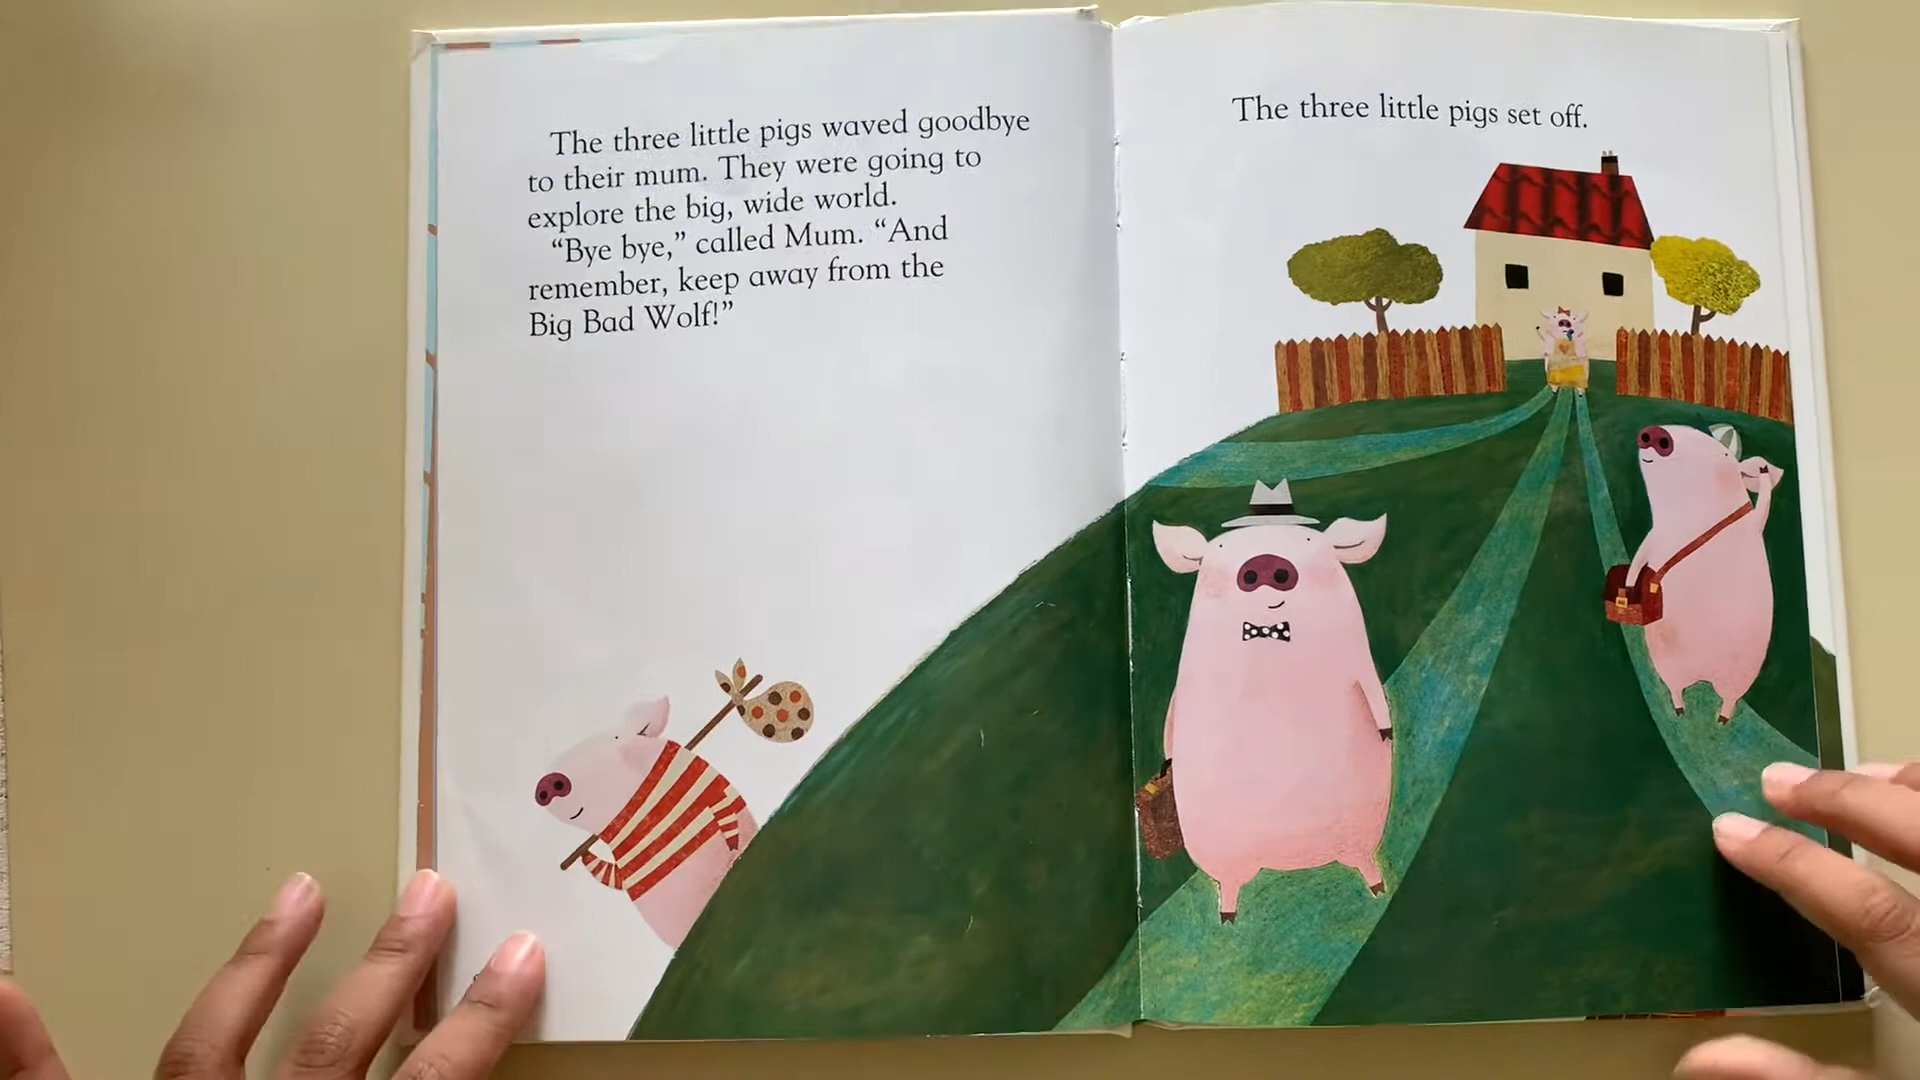 The three little pigs waved goodbye
to their mum. They were going to
explore the big, wide world.
“Bye bye,” called Mum. “And
remember, keep away from the
Big Bad Wolf!”
The three little pigs set off.